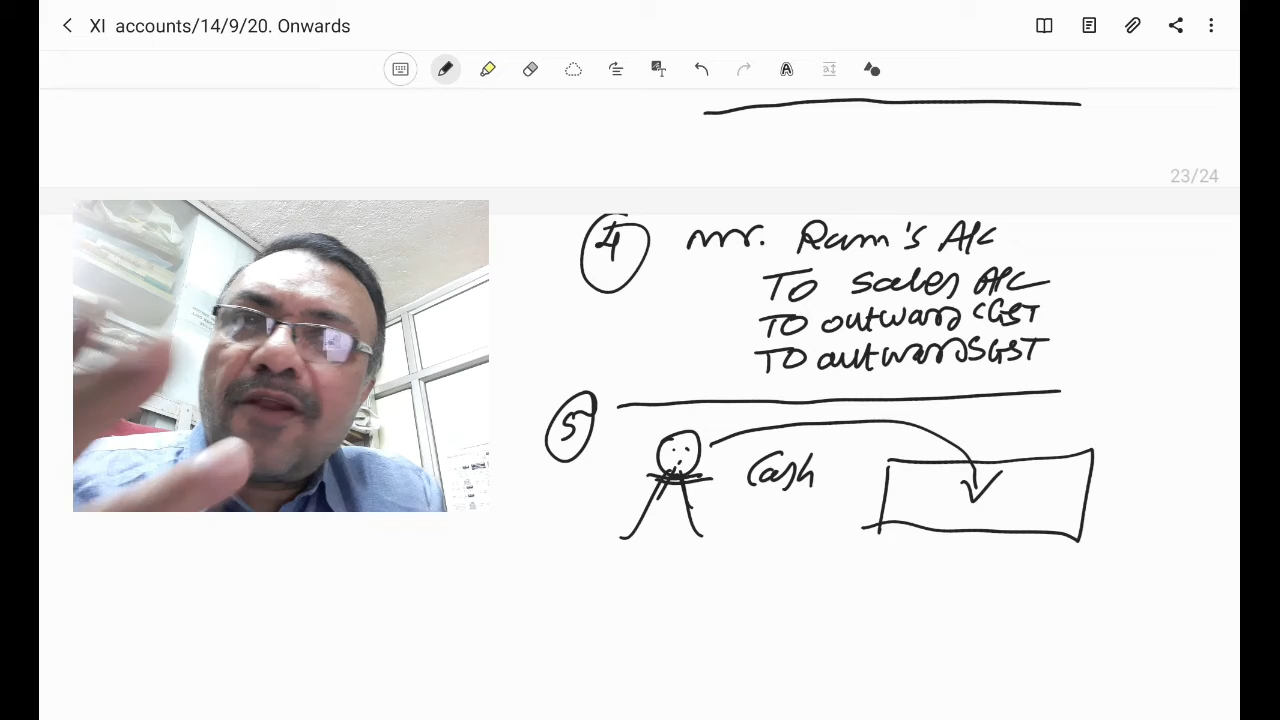 XI accounts/14/9/20. Onwards
23/24
4 Mr. Ram's A/c
To sales A/c
To outward CGST
To outward SGST
5
Cash